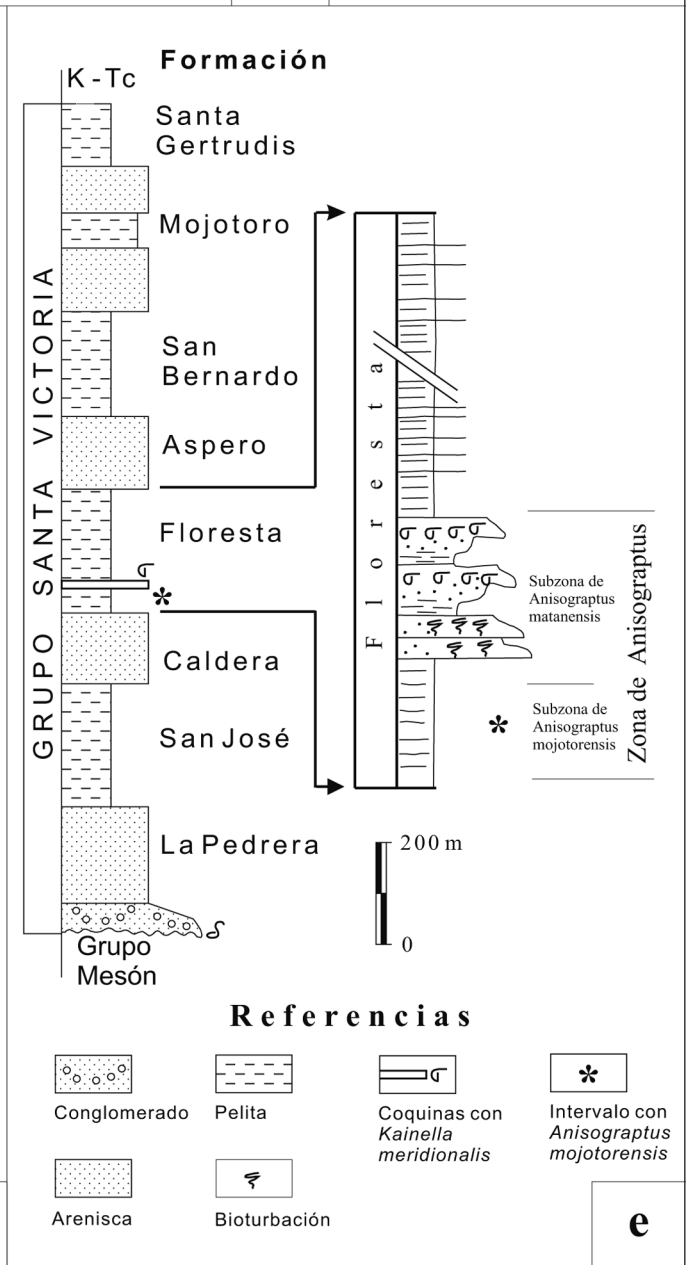 Formación
K - Tc
Santa
Gertrudis
Mojotoro
San
Bernardo
Aspero
Floresta
Caldera
San José
La Pedrera
Grupo
Mesón
GRUPO SANTA VICTORIA
Floresta
Subzona de
Anisograptus
matanensis
Subzona de
Anisograptus
mojotorensis
Zona de Anisograptus
200 m
0
Referencias
Conglomerado
Pelita
Coquinas con
Kainella
meridionalis
Intervalo con
Anisograptus
mojotorensis
Arenisca
Bioturbación
e